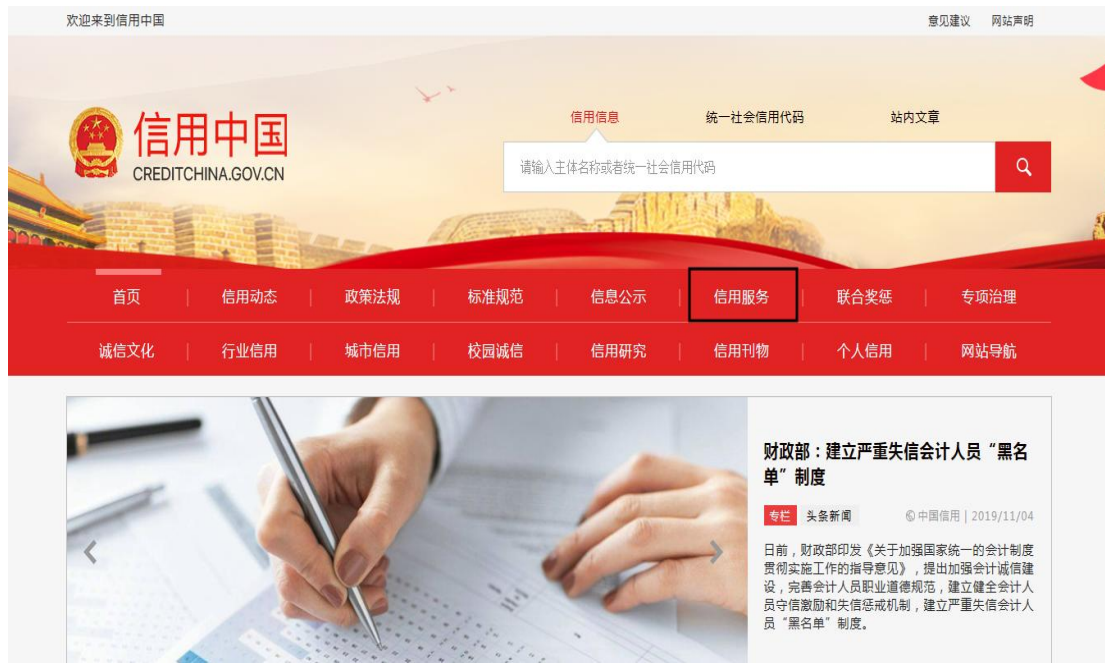 欢迎来到信用中国
意见建议 网站声明
信用信息 统一社会信用代码 站内文章
信用中国
CREDITCHINA.GOV.CN
请输入主体名称或者统一社会信用代码
首页 信用动态 政策法规 标准规范 信息公示 信用服务 联合奖惩 专项治理
诚信文化 行业信用 城市信用 校园诚信 信用研究 信用刊物 个人信用 网站导航
财政部：建立严重失信会计人员“黑名
单”制度
专栏 头条新闻 © 中国信用 | 2019/11/04
日前，财政部印发《关于加强国家统一的会计制度
贯彻实施工作的指导意见》，提出加强会计诚信建
设，完善会计人员职业道德规范，建立健全会计人
员守信激励和失信惩戒机制，建立严重失信会计人
员“黑名单”制度。